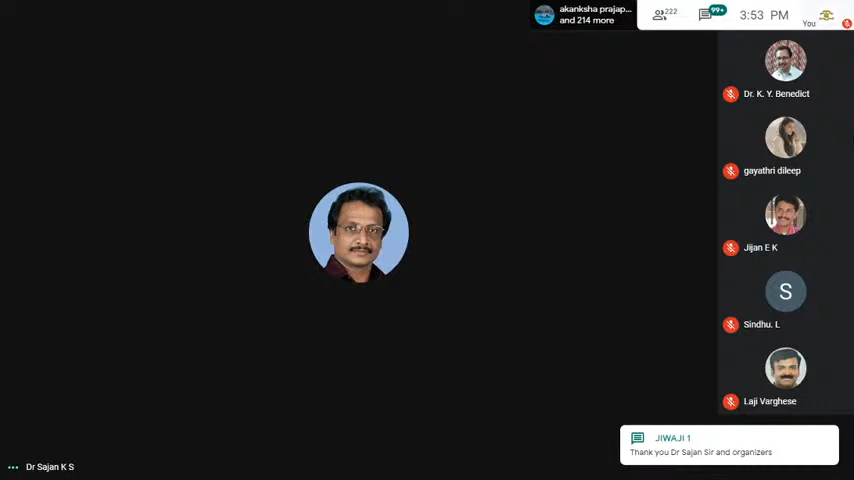 akanksha prajap...
and 214 more
222
99+
3:53 PM
You
Dr. K. Y. Benedict
gayathri dileep
Jijan E K
S
Sindhu. L
Laji Varghese
JIWAJI 1
Thank you Dr Sajan Sir and organizers
Dr Sajan K S